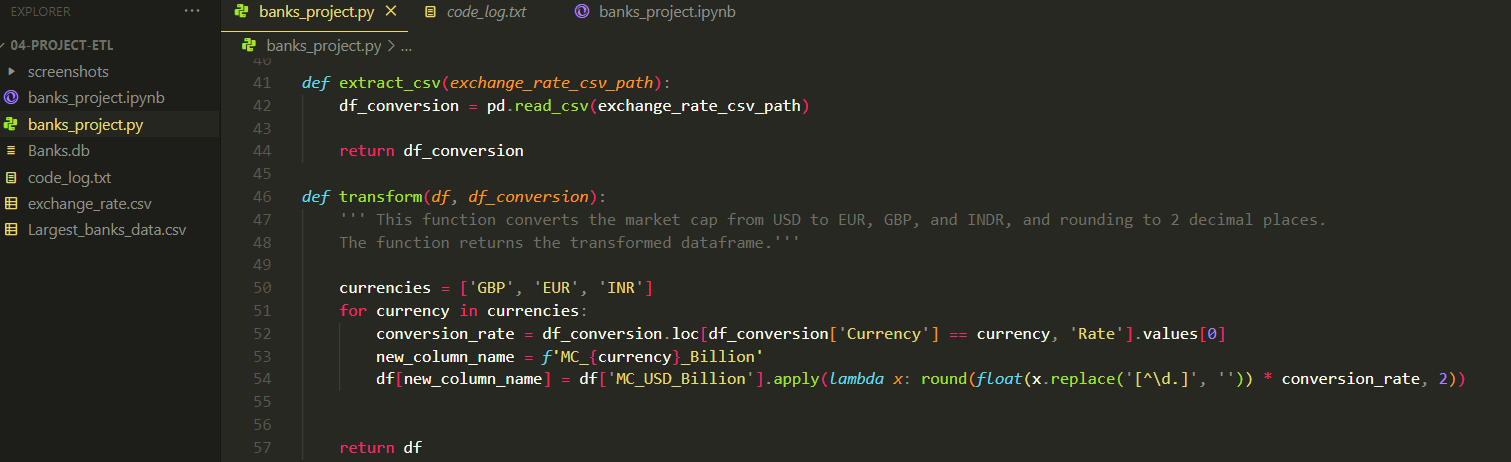 EXPLORER ...
04-PROJECT-ETL
screenshots
banks_project.ipynb
banks_project.py
Banks.db
code_log.txt
exchange_rate.csv
Largest_banks_data.csv
banks_project.py code_log.txt banks_project.ipynb
banks_project.py > ...
40
41 def extract_csv(exchange_rate_csv_path):
42 df_conversion = pd.read_csv(exchange_rate_csv_path)
43
44 return df_conversion
45
46 def transform(df, df_conversion):
47 ''' This function converts the market cap from USD to EUR, GBP, and INDR, and rounding to 2 decimal places.
48 The function returns the transformed dataframe.'''
49
50 currencies = ['GBP', 'EUR', 'INR']
51 for currency in currencies:
52 conversion_rate = df_conversion.loc[df_conversion['Currency'] == currency, 'Rate'].values[0]
53 new_column_name = f'MC_{currency}_Billion'
54 df[new_column_name] = df['MC_USD_Billion'].apply(lambda x: round(float(x.replace('[^\d.]', '')) * conversion_rate, 2))
55
56
57 return df